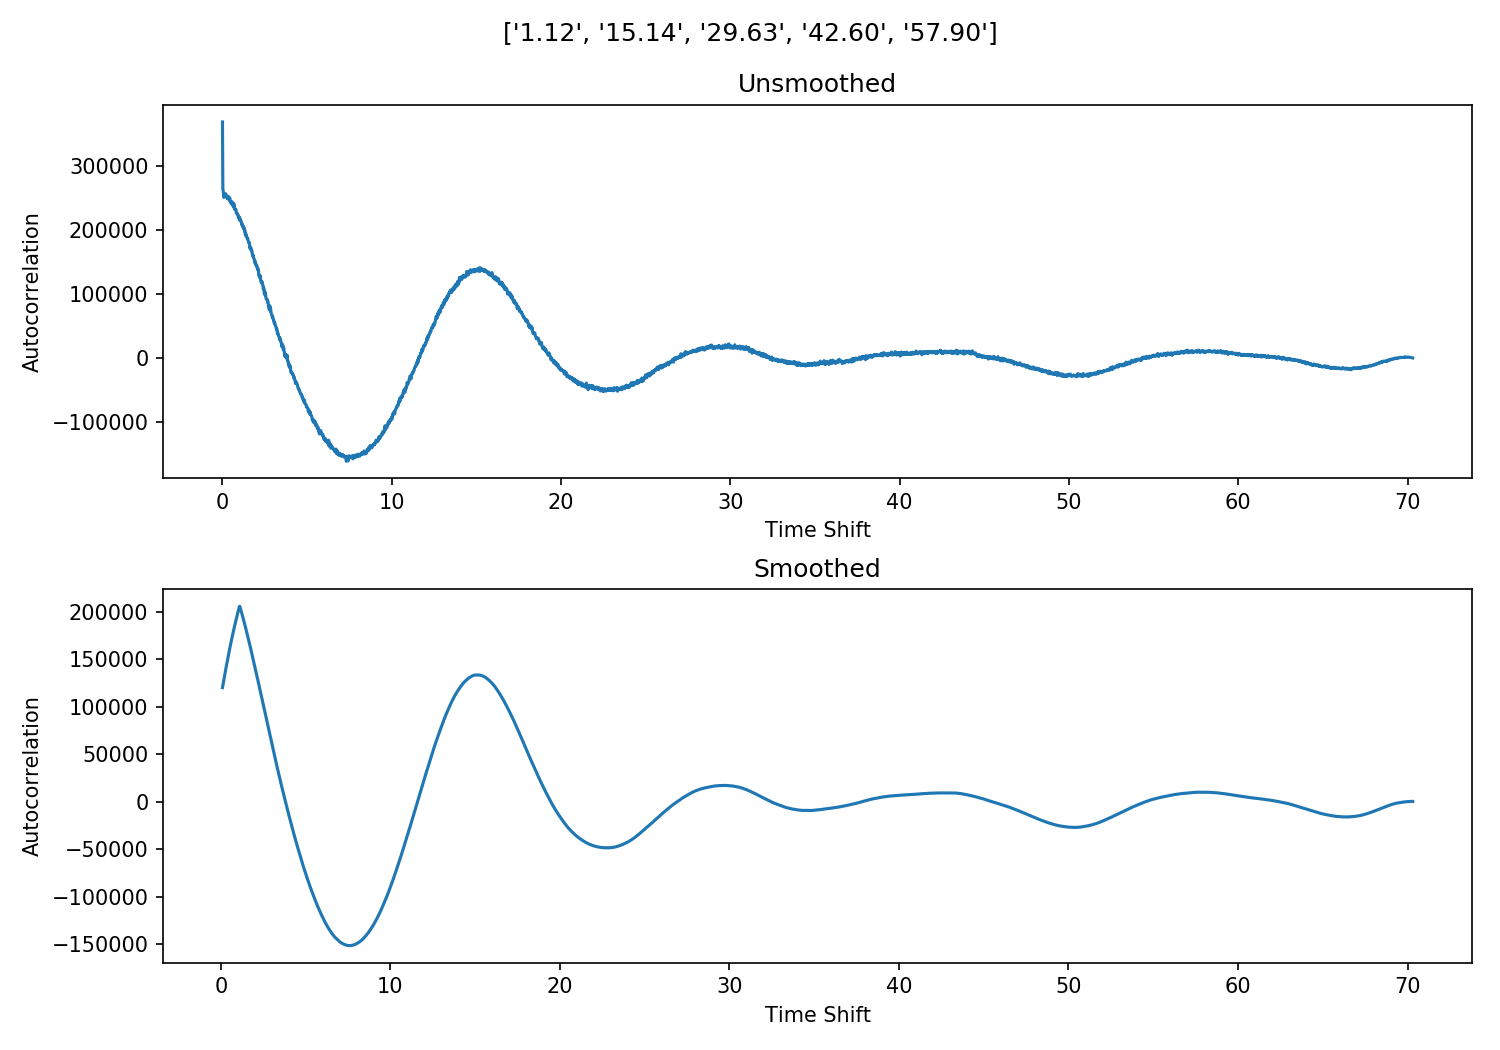 ['1.12', '15.14', '29.63', '42.60', '57.90']
Unsmoothed
Autocorrelation
300000
200000
100000
0
−100000
0 10 20 30 40 50 60 70
Time Shift
Smoothed
Autocorrelation
200000
150000
100000
50000
0
−50000
−100000
−150000
0 10 20 30 40 50 60 70
Time Shift